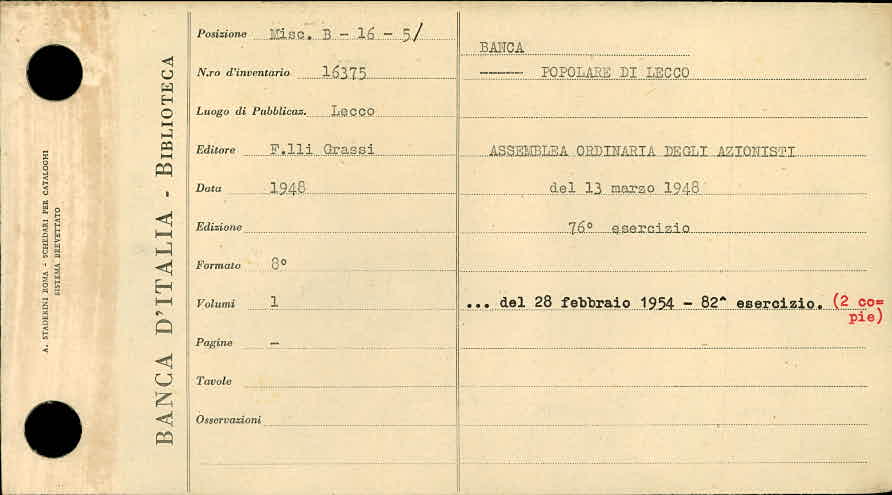 A. STADERINI ROMA - SCHEDARI PER CATALOGHI
SISTEMA BREVETTATO
BANCA D'ITALIA - BIBLIOTECA
Posizione Misc. B - 16 - 5/
N.ro d'inventario 16375
Luogo di Pubblicaz. Lecco
Editore F.lli Grassi
Data 1948
Edizione
Formato 8°
Volumi 1
Pagine -
Tavole
Osservazioni
BANCA
------ POPOLARE DI LECCO
ASSEMBLEA ORDINARIA DEGLI AZIONISTI
del 13 marzo 1948
76° esercizio
... del 28 febbraio 1954 - 82^ esercizio. (2 co=
pie)